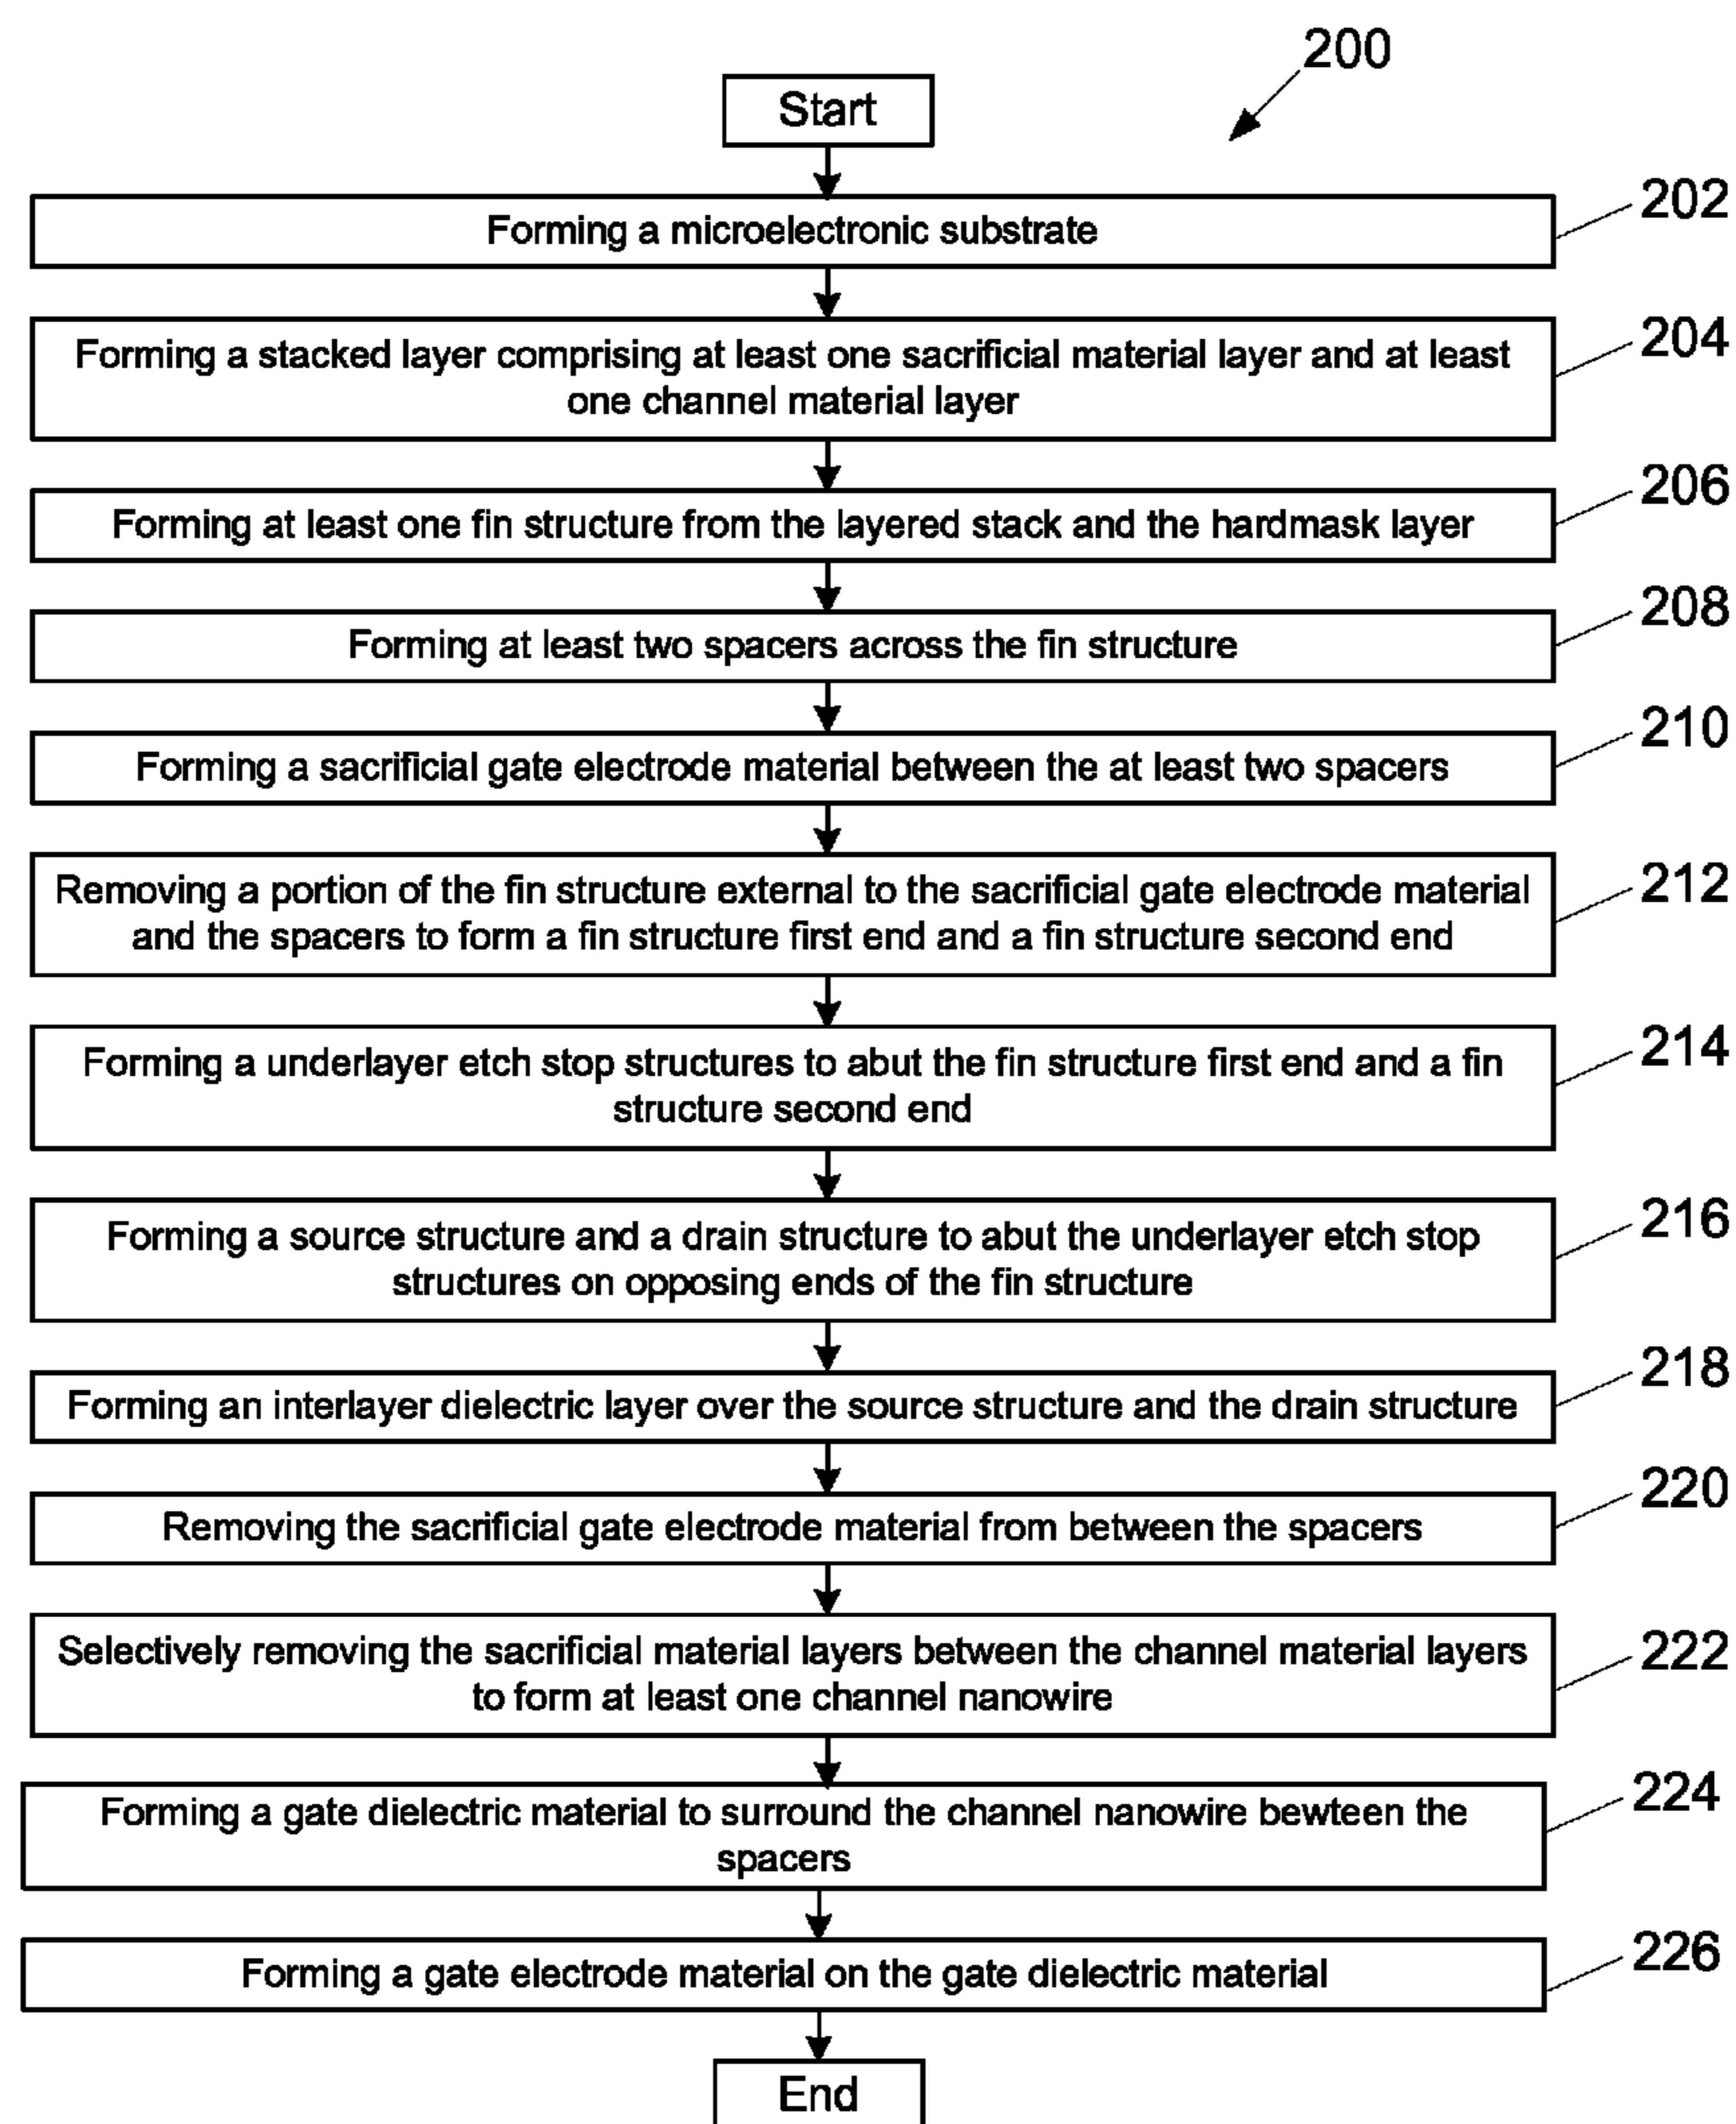 200
Start
202
Forming a microelectronic substrate
204
Forming a stacked layer comprising at least one sacrificial material layer and at least
one channel material layer
206
Forming at least one fin structure from the layered stack and the hardmask layer
208
Forming at least two spacers across the fin structure
210
Forming a sacrificial gate electrode material between the at least two spacers
212
Removing a portion of the fin structure external to the sacrificial gate electrode material
and the spacers to form a fin structure first end and a fin structure second end
214
Forming a underlayer etch stop structures to abut the fin structure first end and a fin
structure second end
216
Forming a source structure and a drain structure to abut the underlayer etch stop
structures on opposing ends of the fin structure
218
Forming an interlayer dielectric layer over the source structure and the drain structure
220
Removing the sacrificial gate electrode material from between the spacers
222
Selectively removing the sacrificial material layers between the channel material layers
to form at least one channel nanowire
224
Forming a gate dielectric material to surround the channel nanowire bewteen the
spacers
226
Forming a gate electrode material on the gate dielectric material
End